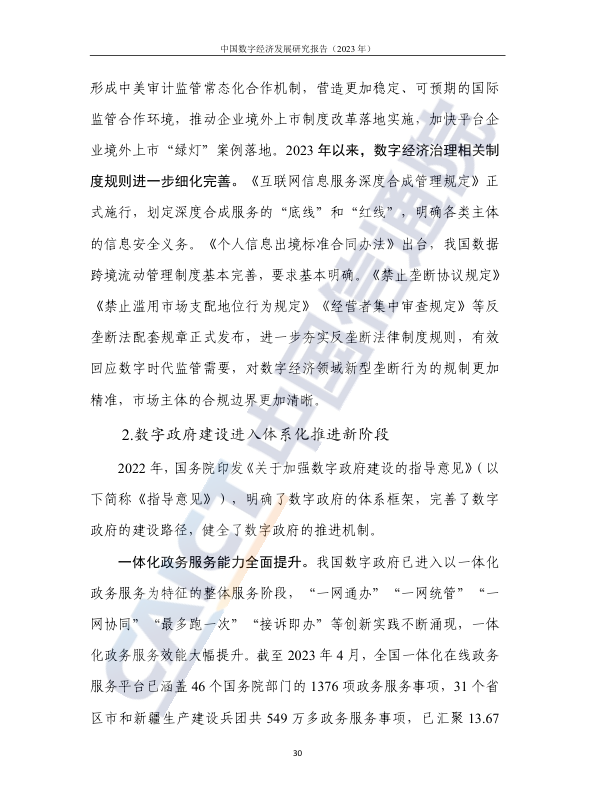 中国数字经济发展研究报告（2023 年）
形成中美审计监管常态化合作机制，营造更加稳定、可预期的国际
监管合作环境，推动企业境外上市制度改革落地实施，加快平台企
业境外上市“绿灯”案例落地。2023 年以来，数字经济治理相关制
度规则进一步细化完善。《互联网信息服务深度合成管理规定》正
式施行，划定深度合成服务的“底线”和“红线”，明确各类主体
的信息安全义务。《个人信息出境标准合同办法》出台，我国数据
跨境流动管理制度基本完善，要求基本明确。《禁止垄断协议规定》
《禁止滥用市场支配地位行为规定》《经营者集中审查规定》等反
垄断法配套规章正式发布，进一步夯实反垄断法律制度规则，有效
回应数字时代监管需要，对数字经济领域新型垄断行为的规制更加
精准，市场主体的合规边界更加清晰。
2.数字政府建设进入体系化推进新阶段
2022 年，国务院印发《关于加强数字政府建设的指导意见》（以
下简称《指导意见》），明确了数字政府的体系框架，完善了数字
政府的建设路径，健全了数字政府的推进机制。
一体化政务服务能力全面提升。我国数字政府已进入以一体化
政务服务为特征的整体服务阶段，“一网通办”“一网统管”“一
网协同”“最多跑一次”“接诉即办”等创新实践不断涌现，一体
化政务服务效能大幅提升。截至 2023 年 4 月，全国一体化在线政务
服务平台已涵盖 46 个国务院部门的 1376 项政务服务事项，31 个省
区市和新疆生产建设兵团共 549 万多政务服务事项，已汇聚 13.67
30
CAICT 中国信通院